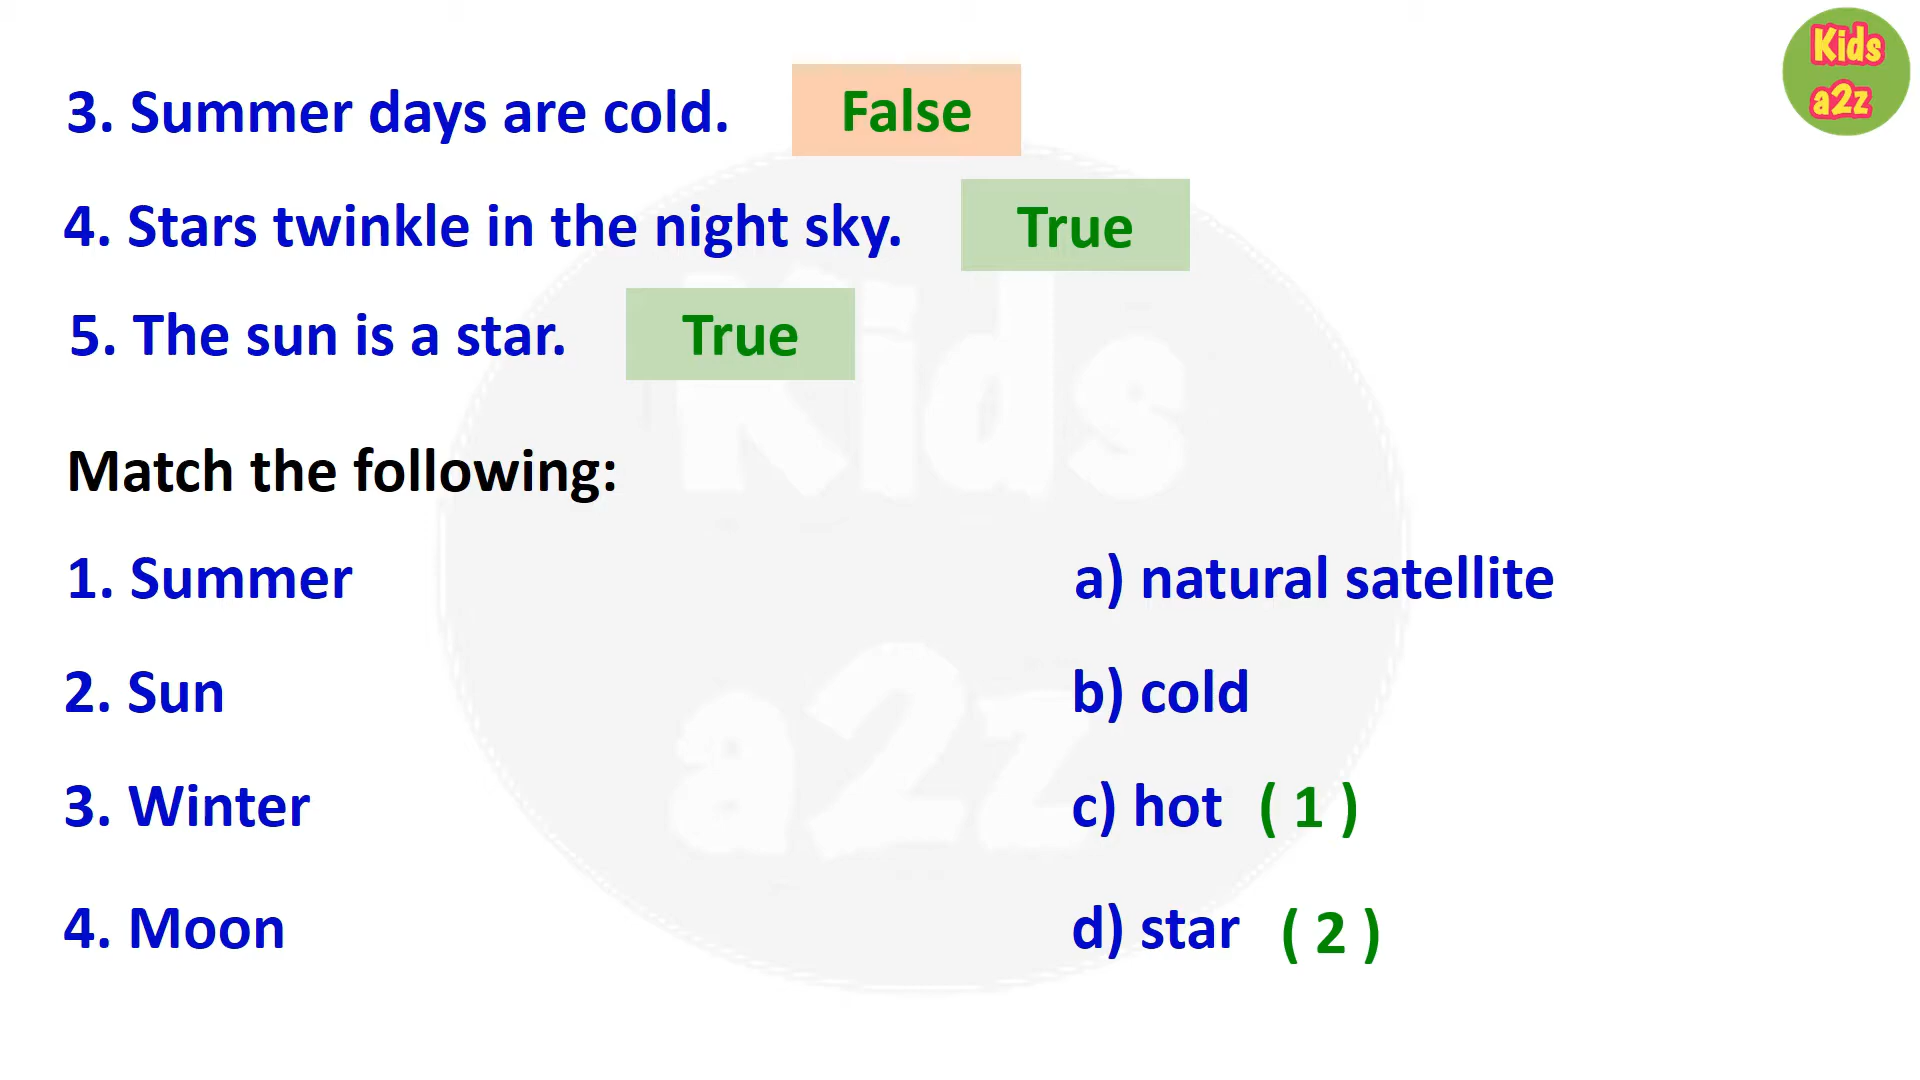 Kids
a2z
3. Summer days are cold. False
4. Stars twinkle in the night sky. True
5. The sun is a star. True
Kids
Match the following:
1. Summer a) natural satellite
2. Sun b) cold
a2z
3. Winter c) hot ( 1 )
4. Moon d) star ( 2 )